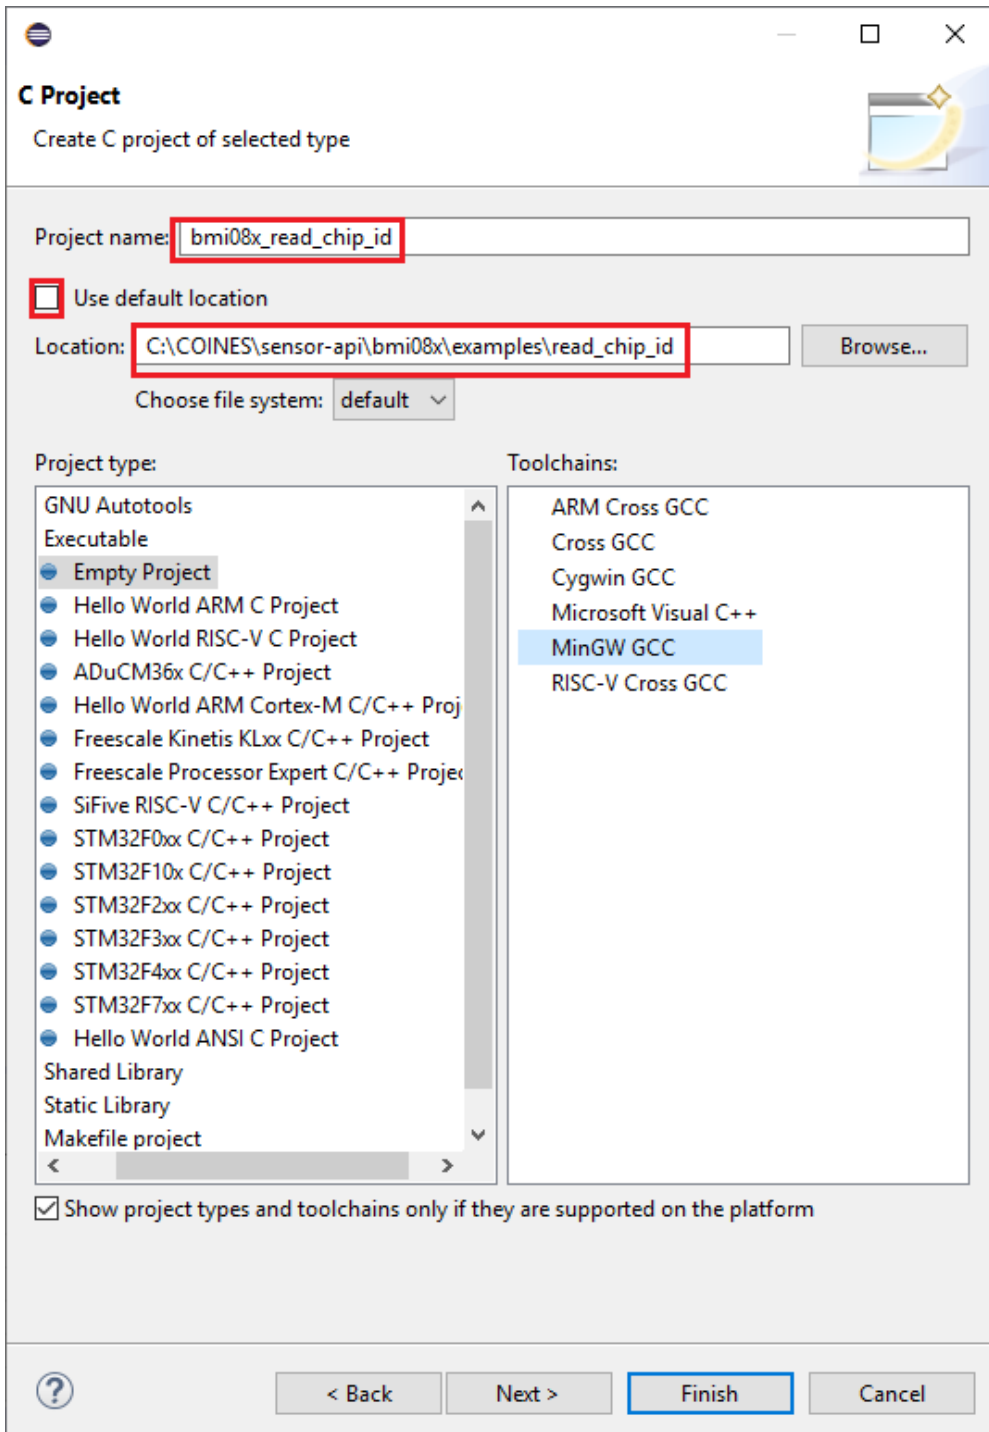 C Project
Create C project of selected type
Project name: bmi08x_read_chip_id
Use default location
Location: C:\COINES\sensor-api\bmi08x\examples\read_chip_id Browse...
Choose file system: default
Project type:
GNU Autotools
Executable
Empty Project
Hello World ARM C Project
Hello World RISC-V C Project
ADuCM36x C/C++ Project
Hello World ARM Cortex-M C/C++ Proj
Freescale Kinetis KLxx C/C++ Project
Freescale Processor Expert C/C++ Projec
SiFive RISC-V C/C++ Project
STM32F0xx C/C++ Project
STM32F10x C/C++ Project
STM32F2xx C/C++ Project
STM32F3xx C/C++ Project
STM32F4xx C/C++ Project
STM32F7xx C/C++ Project
Hello World ANSI C Project
Shared Library
Static Library
Makefile project
Toolchains:
ARM Cross GCC
Cross GCC
Cygwin GCC
Microsoft Visual C++
MinGW GCC
RISC-V Cross GCC
Show project types and toolchains only if they are supported on the platform
? < Back Next > Finish Cancel